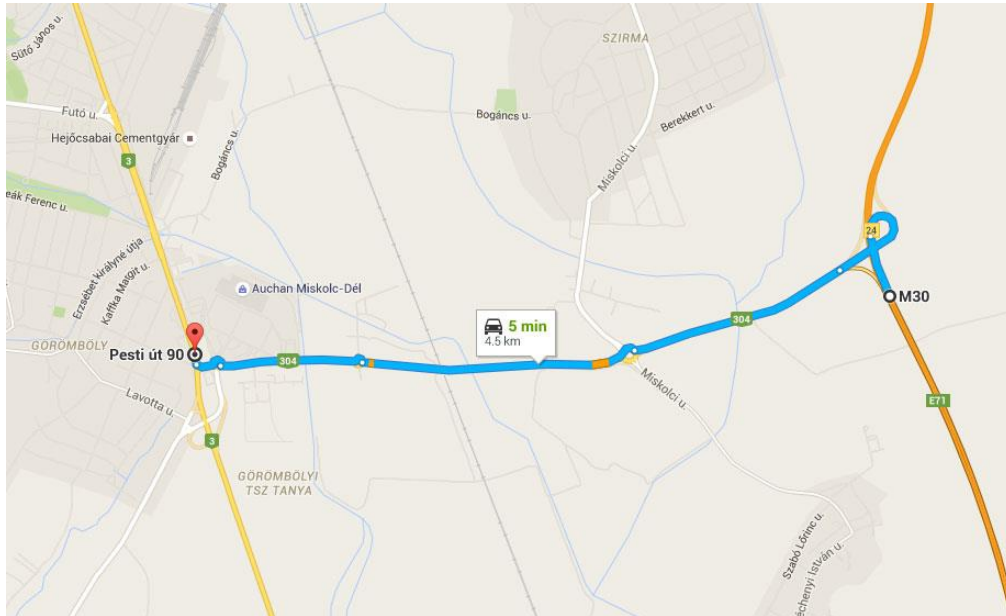 Sütő János u.
SZIRMA
Futó u.
Bogáncs u.
Berekkert u.
Hejőcsabai Cementgyár
3
Bogáncs u.
Miskolci u.
eák Ferenc u.
24
Erzsébet királyné útja
Kaffka Margit u.
Auchan Miskolc-Dél
M30
304
5 min
4.5 km
GÖRÖMBÖLY
Pesti út 90
304
Miskolci u.
Lavotta u.
E71
3
GÖRÖMBÖLYI
TSZ TANYA
Szabó Lőrinc u.
échenyi István u.